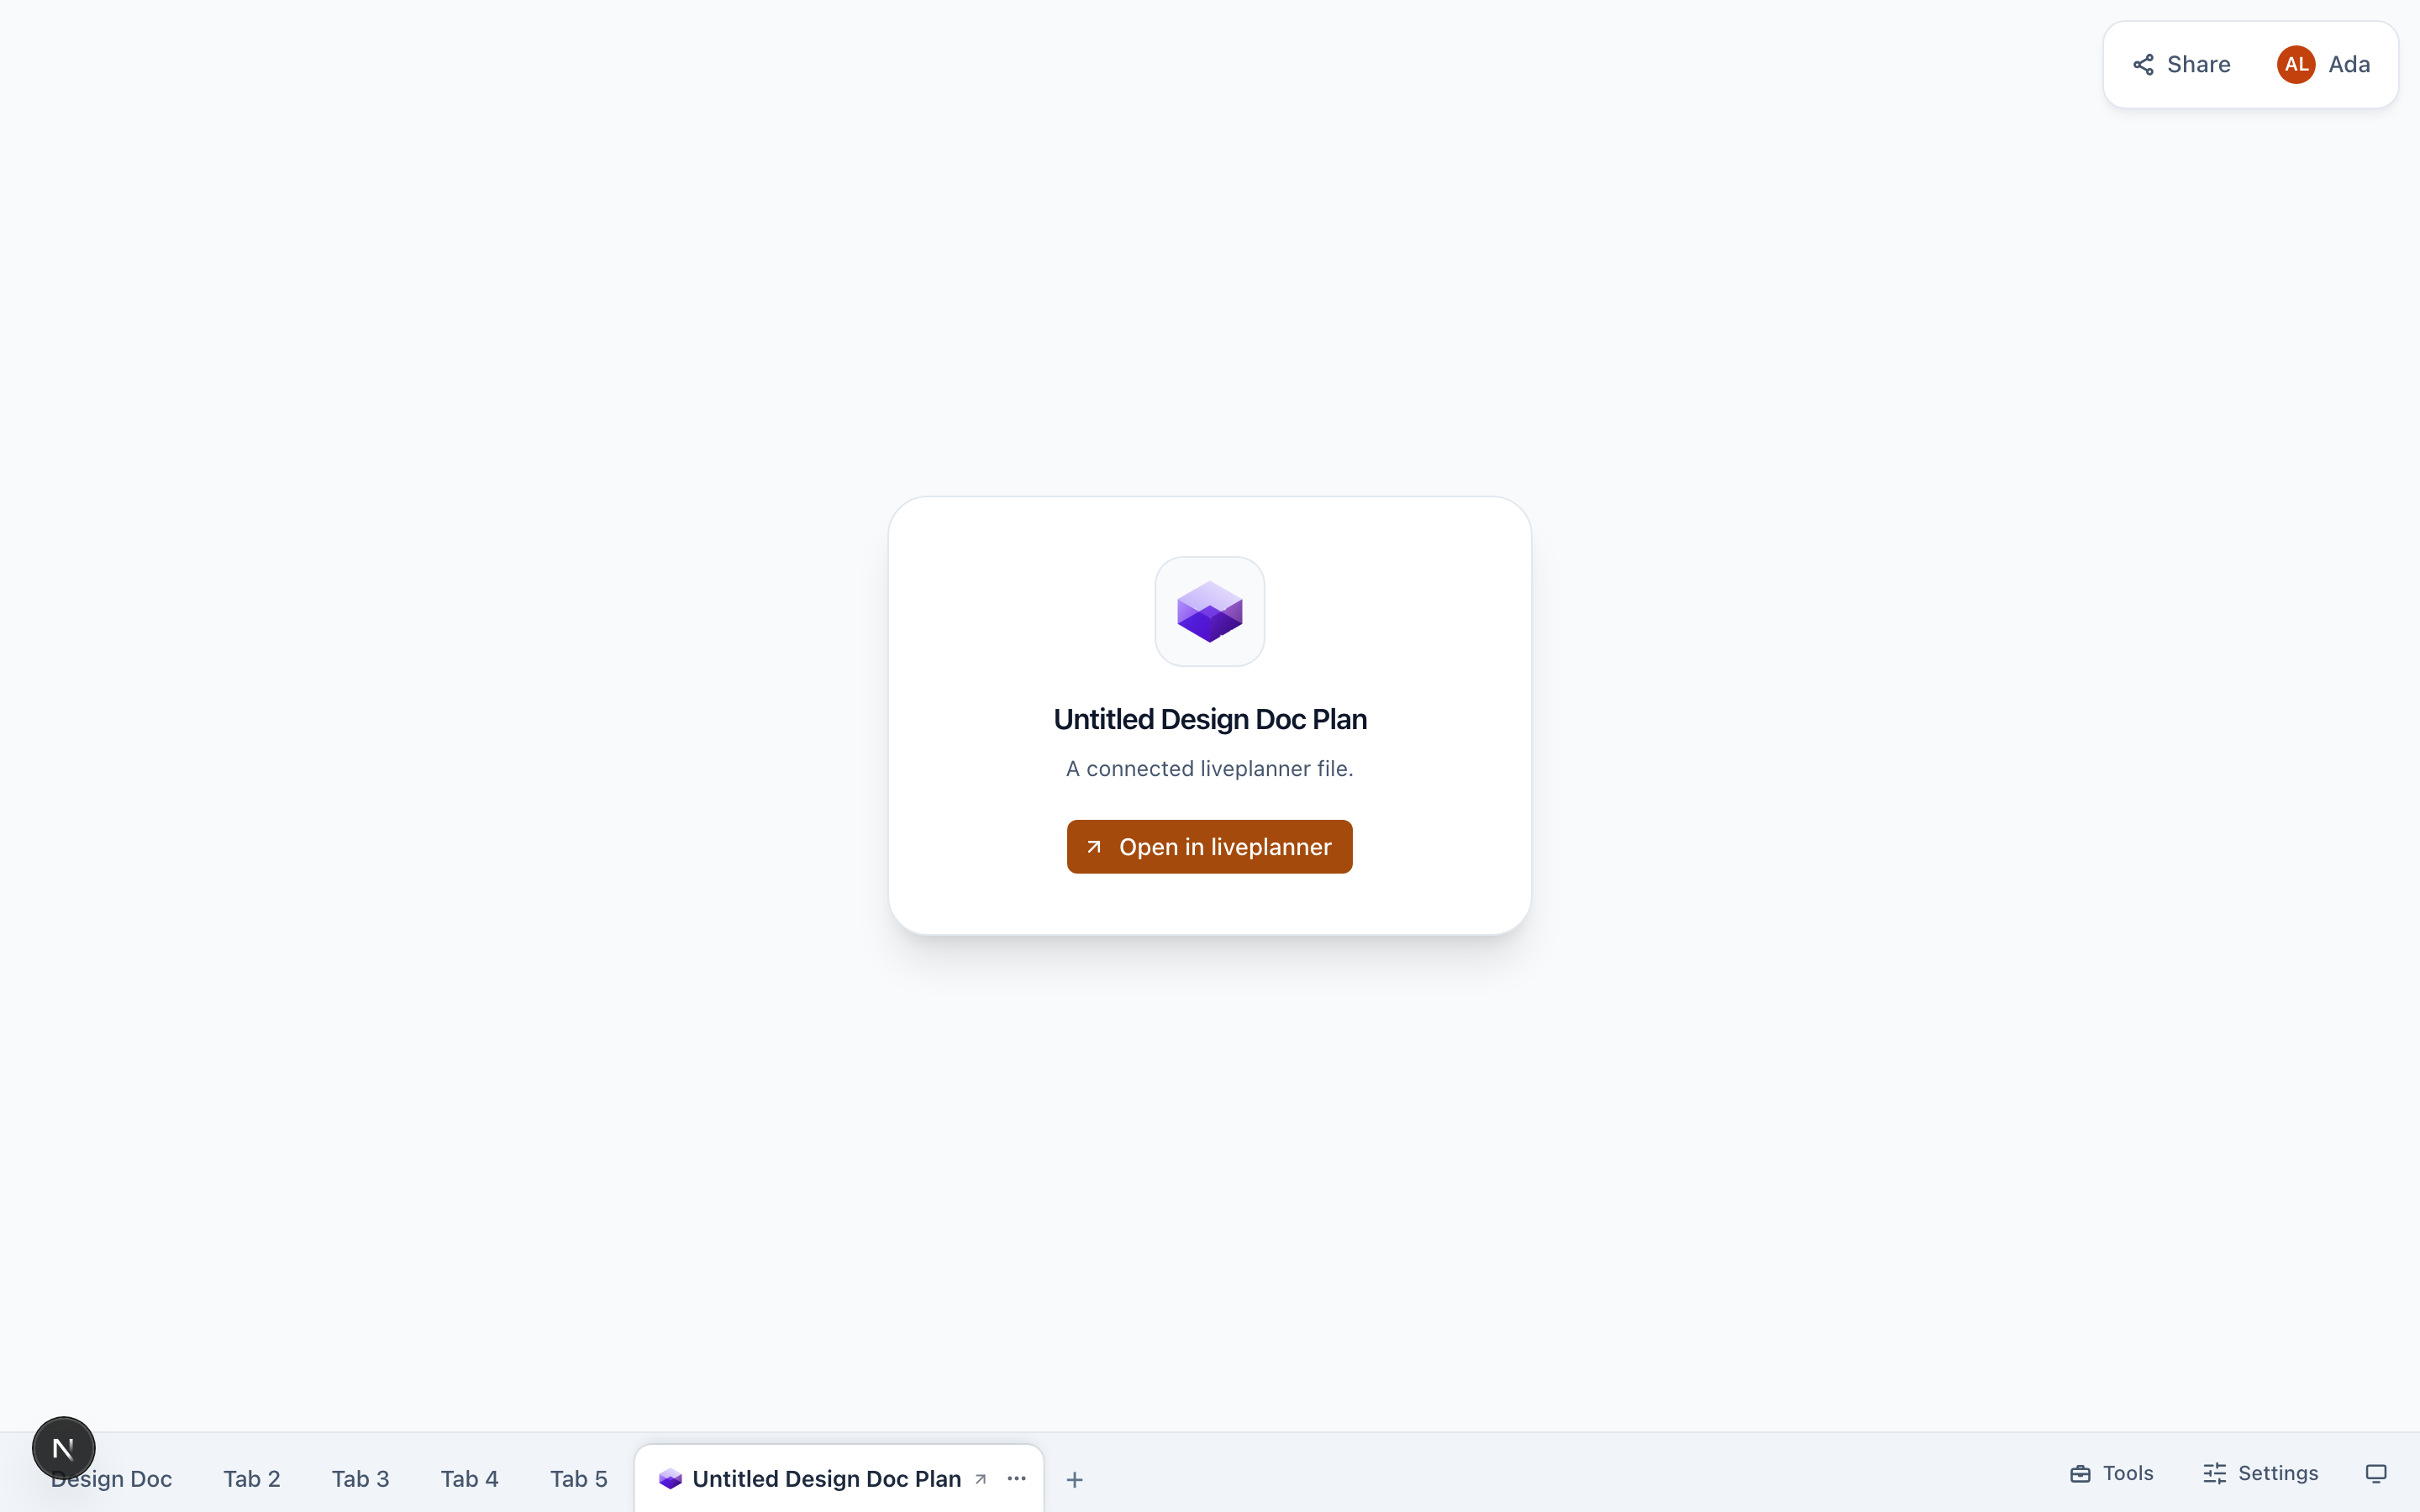 Share AL Ada
Untitled Design Doc Plan
A connected liveplanner file.
Open in liveplanner
N
Design Doc Tab 2 Tab 3 Tab 4 Tab 5 Untitled Design Doc Plan Tools Settings